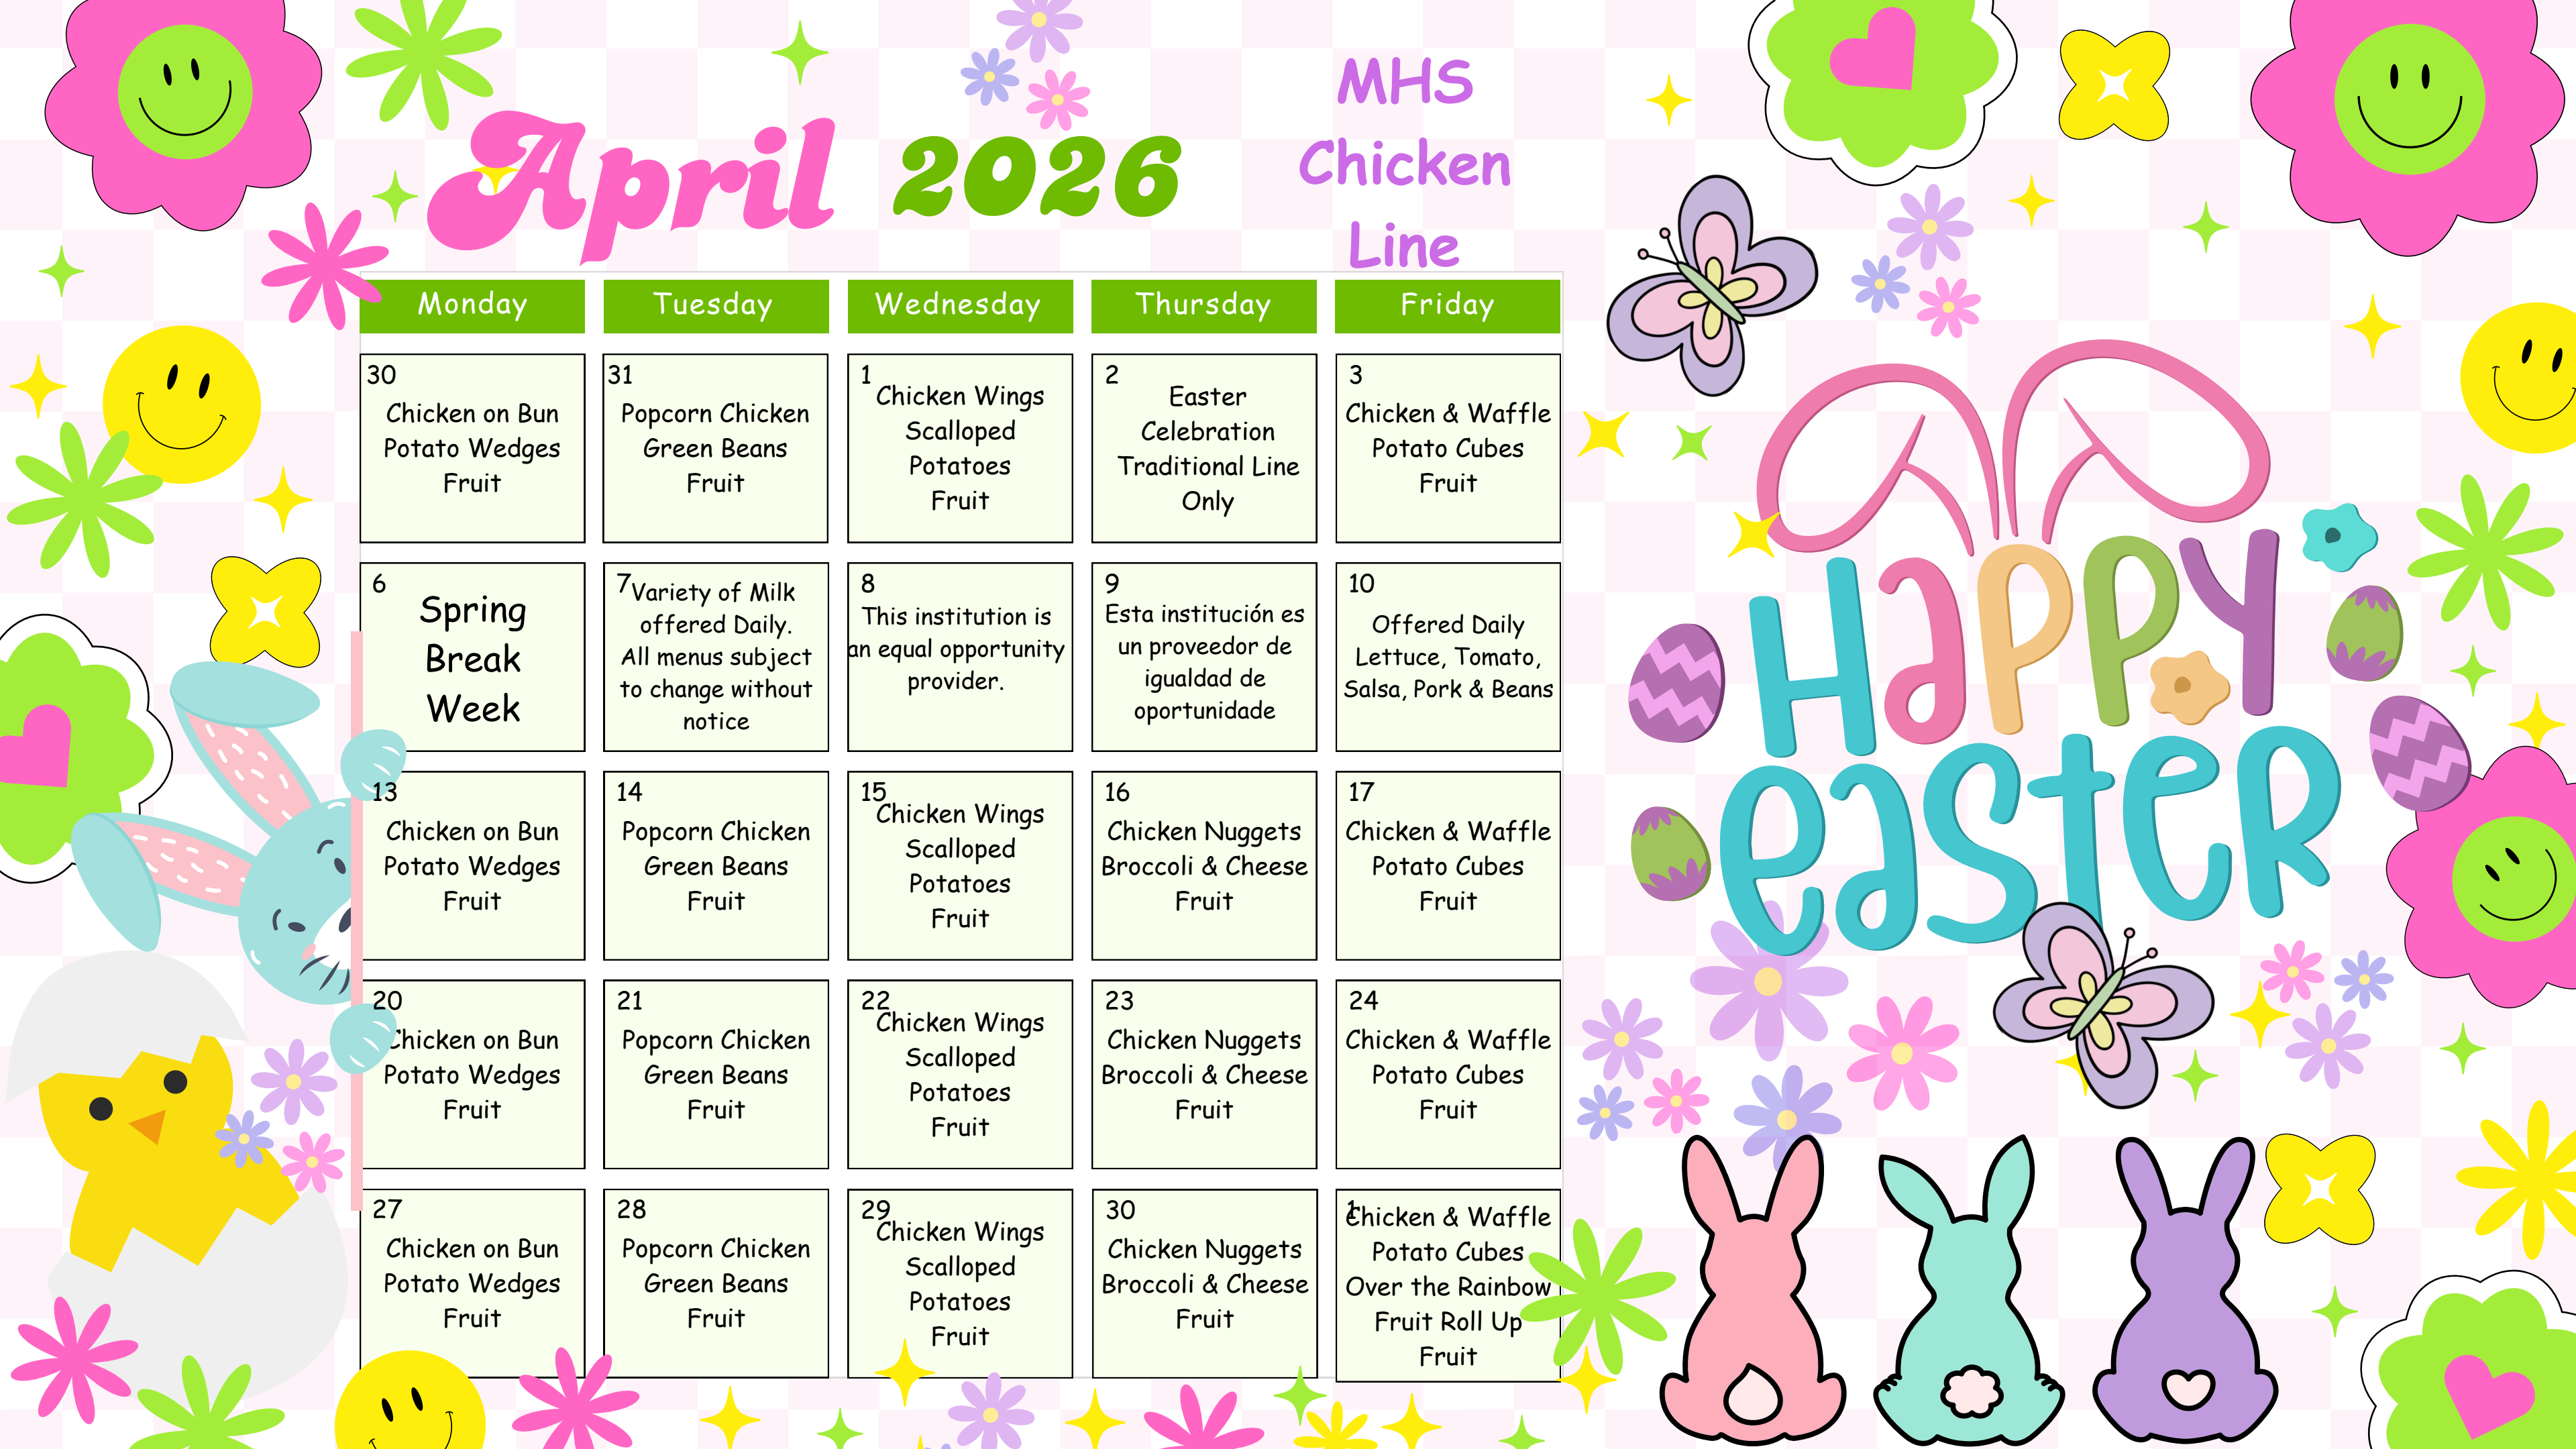 April 2026
MHS
Chicken
Line
Monday
Tuesday
Wednesday
Thursday
Friday
30
Chicken on Bun
Potato Wedges
Fruit
31
Popcorn Chicken
Green Beans
Fruit
1
Chicken Wings
Scalloped
Potatoes
Fruit
2
Easter
Celebration
Traditional Line
Only
3
Chicken & Waffle
Potato Cubes
Fruit
6
Spring
Break
Week
7
Variety of Milk
offered Daily.
All menus subject
to change without
notice
8
This institution is
an equal opportunity
provider.
9
Esta institución es
un proveedor de
igualdad de
oportunidade
10
Offered Daily
Lettuce, Tomato,
Salsa, Pork & Beans
13
Chicken on Bun
Potato Wedges
Fruit
14
Popcorn Chicken
Green Beans
Fruit
15
Chicken Wings
Scalloped
Potatoes
Fruit
16
Chicken Nuggets
Broccoli & Cheese
Fruit
17
Chicken & Waffle
Potato Cubes
Fruit
20
Chicken on Bun
Potato Wedges
Fruit
21
Popcorn Chicken
Green Beans
Fruit
22
Chicken Wings
Scalloped
Potatoes
Fruit
23
Chicken Nuggets
Broccoli & Cheese
Fruit
24
Chicken & Waffle
Potato Cubes
Fruit
27
Chicken on Bun
Potato Wedges
Fruit
28
Popcorn Chicken
Green Beans
Fruit
29
Chicken Wings
Scalloped
Potatoes
Fruit
30
Chicken Nuggets
Broccoli & Cheese
Fruit
1
Chicken & Waffle
Potato Cubes
Over the Rainbow
Fruit Roll Up
Fruit
HaPPY
easteR